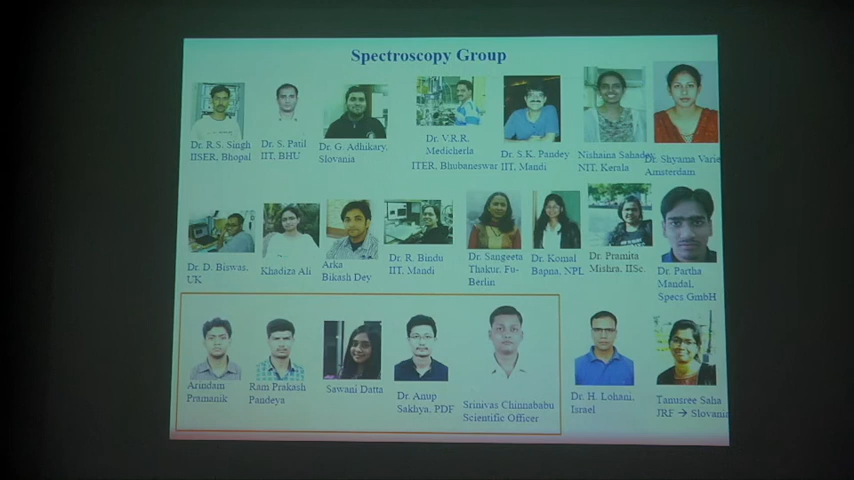 Spectroscopy Group
Dr. R.S. Singh
IISER, Bhopal
Dr. S. Patil
IIT, BHU
Dr. G. Adhikary,
Slovania
Dr. V.R.R.
Medicherla
ITER, Bhubaneswar
Dr. S.K. Pandey
IIT, Mandi
Nishaina Sahadev
NIT, Kerala
Dr. Shyama Varier
Amsterdam
Dr. D. Biswas,
UK
Khadiza Ali
Arka
Bikash Dey
Dr. R. Bindu
IIT, Mandi
Dr. Sangeeta
Thakur, Fu-
Berlin
Dr. Komal
Bapna, NPL
Dr. Pramita
Mishra, IISc.
Dr. Partha
Mandal,
Specs GmbH
Arindam
Pramanik
Ram Prakash
Pandeya
Sawani Datta
Dr. Anup
Sakhya, PDF
Srinivas Chinnababu
Scientific Officer
Dr. H. Lohani,
Israel
Tanusree Saha
JRF → Slovania